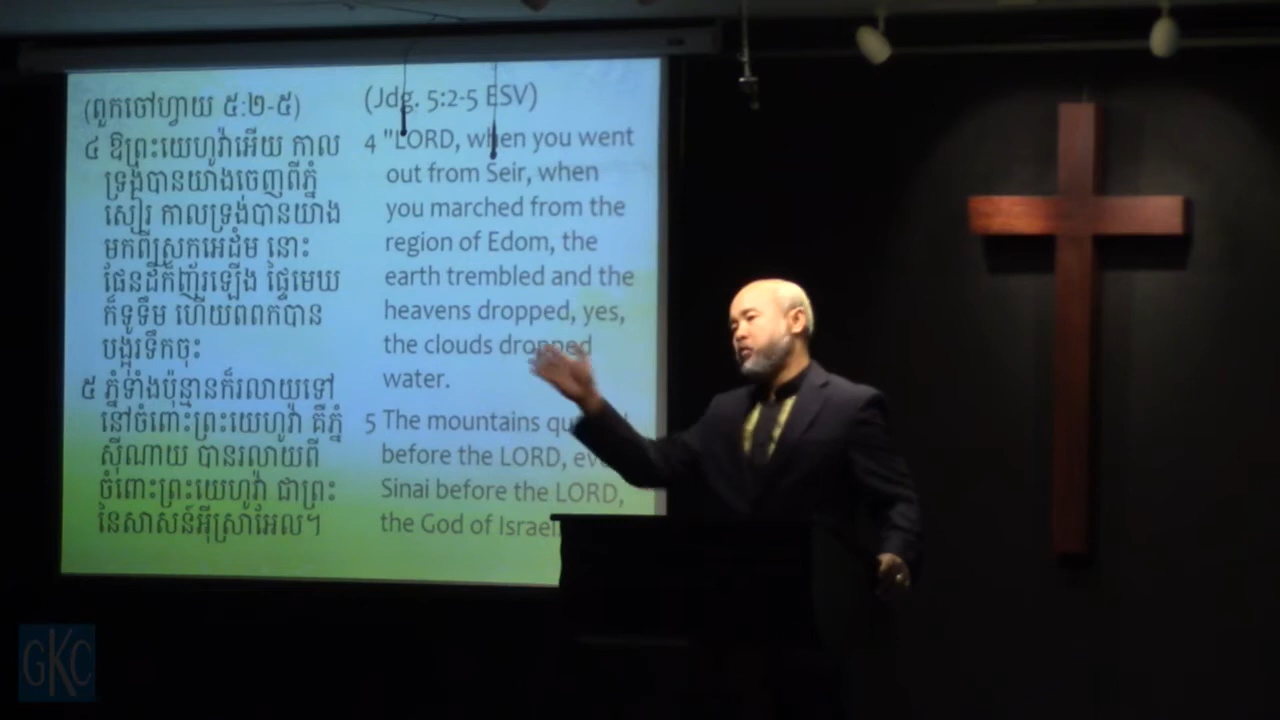 (ពួកចៅហ្វាយ ៥:២-៥)
៤ ឱព្រះយេហូវ៉ាអើយ កាល
ទ្រង់បានយាងចេញពីភ្នំ
សៀរ កាលទ្រង់បានយាង
មកពីស្រុកអេដំម នោះ
ផែនដីក៏ញ័រឡើង ផ្ទៃមេឃ
ក៏ទូទឹម ហើយពពកបាន
បង្អុរទឹកចុះ
៥ ភ្នំទាំងប៉ុន្មានក៏រលាយទៅ
នៅចំពោះព្រះយេហូវ៉ា គឺភ្នំ
ស៊ីណាយ បានរលាយពី
ចំពោះព្រះយេហូវ៉ា ជាព្រះ
នៃសាសន៍អ៊ីស្រាអែល។
(Jdg. 5:2-5 ESV)
4 "LORD, when you went
out from Seir, when
you marched from the
region of Edom, the
earth trembled and the
heavens dropped, yes,
the clouds dropped
water.
5 The mountains
before the LORD,
Sinai before the LORD,
the God of Israel.
GKC